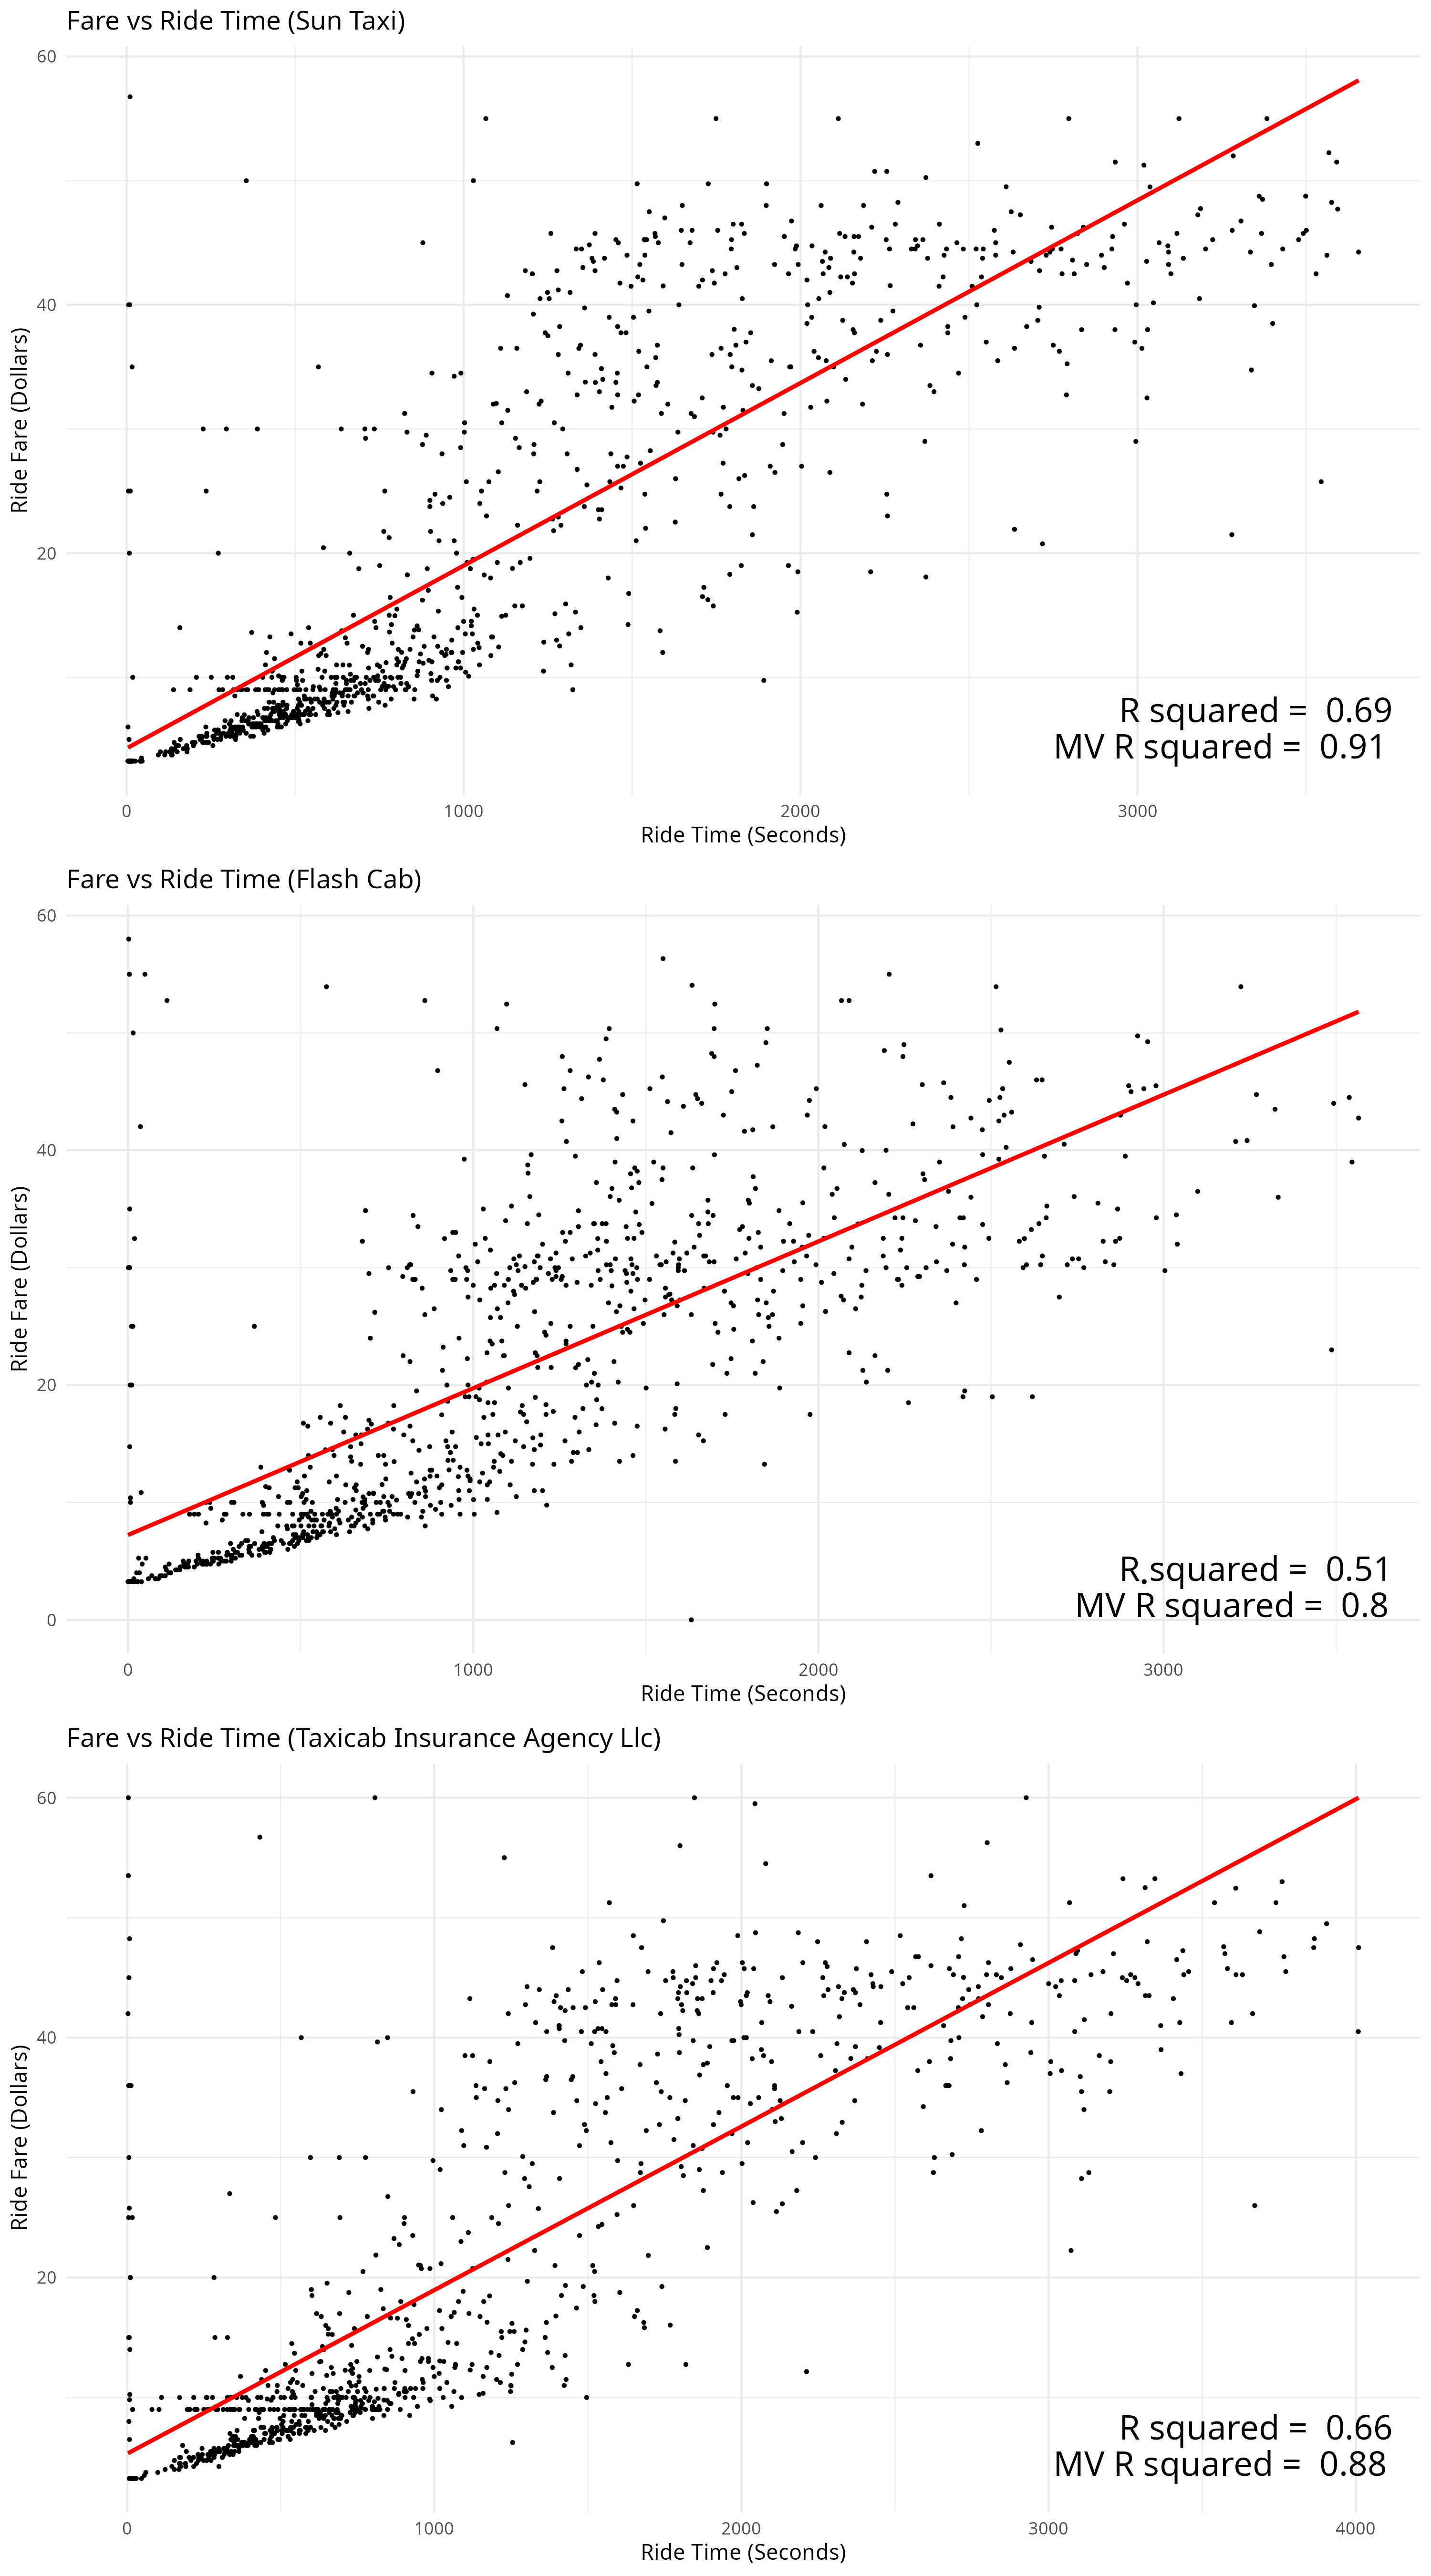 Fare vs Ride Time (Sun Taxi)
60
40
20
Ride Fare (Dollars)
R squared =  0.69
MV R squared =  0.91
0 1000 2000 3000
Ride Time (Seconds)
Fare vs Ride Time (Flash Cab)
60
40
20
0
Ride Fare (Dollars)
R squared =  0.51
MV R squared =  0.8
0 1000 2000 3000
Ride Time (Seconds)
Fare vs Ride Time (Taxicab Insurance Agency Llc)
60
40
20
Ride Fare (Dollars)
R squared =  0.66
MV R squared =  0.88
0 1000 2000 3000 4000
Ride Time (Seconds)